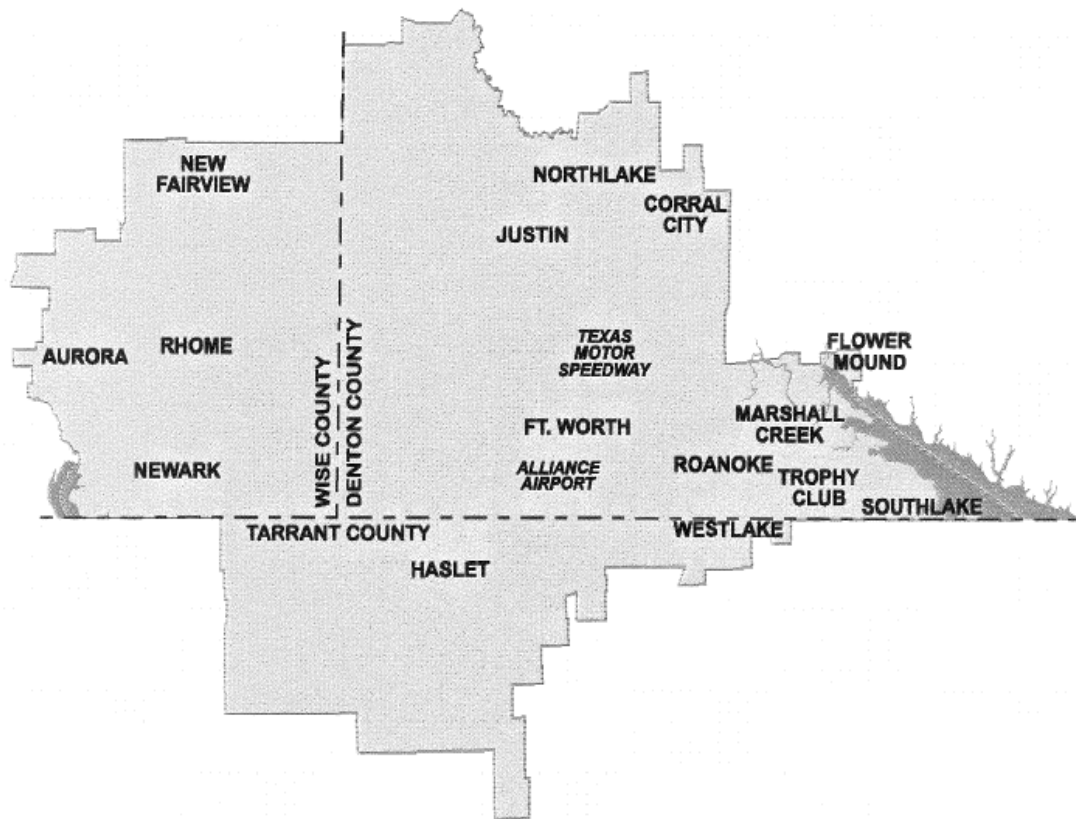 NEW
FAIRVIEW
NORTHLAKE
CORRAL
CITY
JUSTIN
AURORA
RHOME
WISE COUNTY
DENTON COUNTY
TEXAS
MOTOR
SPEEDWAY
FLOWER
MOUND
MARSHALL
CREEK
FT. WORTH
NEWARK
ALLIANCE
AIRPORT
ROANOKE
TROPHY
CLUB
SOUTHLAKE
TARRANT COUNTY
WESTLAKE
HASLET